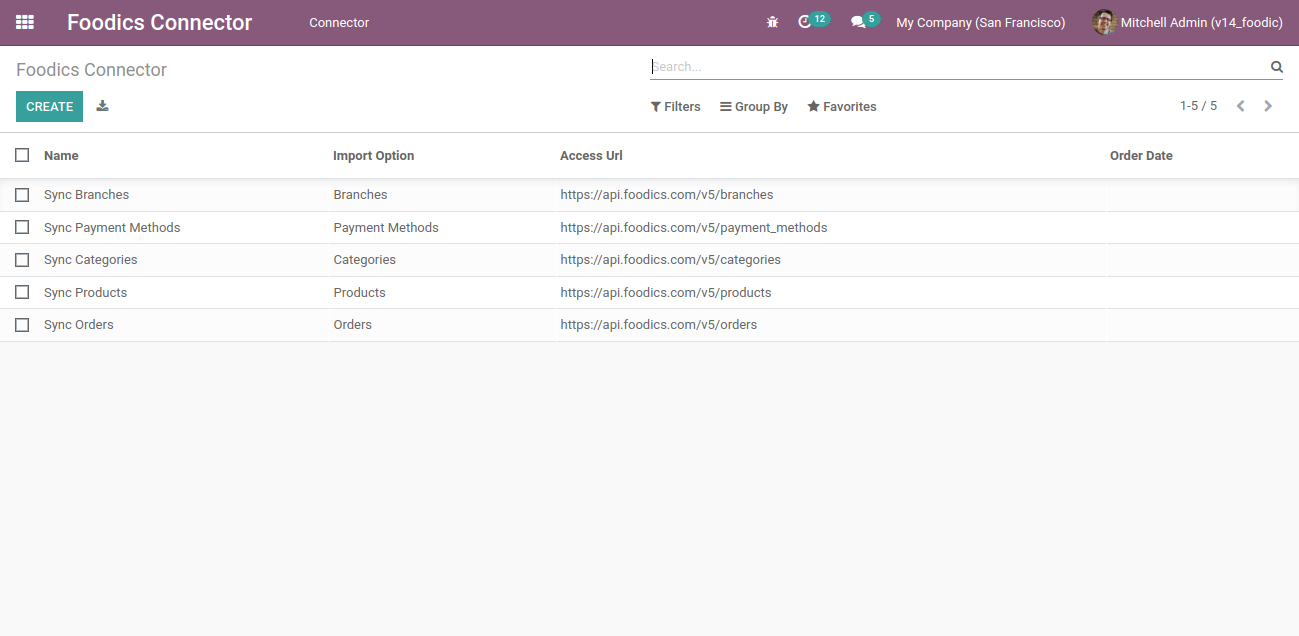 Foodics Connector Connector 12 5 My Company (San Francisco) Mitchell Admin (v14_foodic)
Foodics Connector Search...
CREATE Filters Group By Favorites 1-5 / 5
Name Import Option Access Url Order Date
Sync Branches Branches https://api.foodics.com/v5/branches
Sync Payment Methods Payment Methods https://api.foodics.com/v5/payment_methods
Sync Categories Categories https://api.foodics.com/v5/categories
Sync Products Products https://api.foodics.com/v5/products
Sync Orders Orders https://api.foodics.com/v5/orders